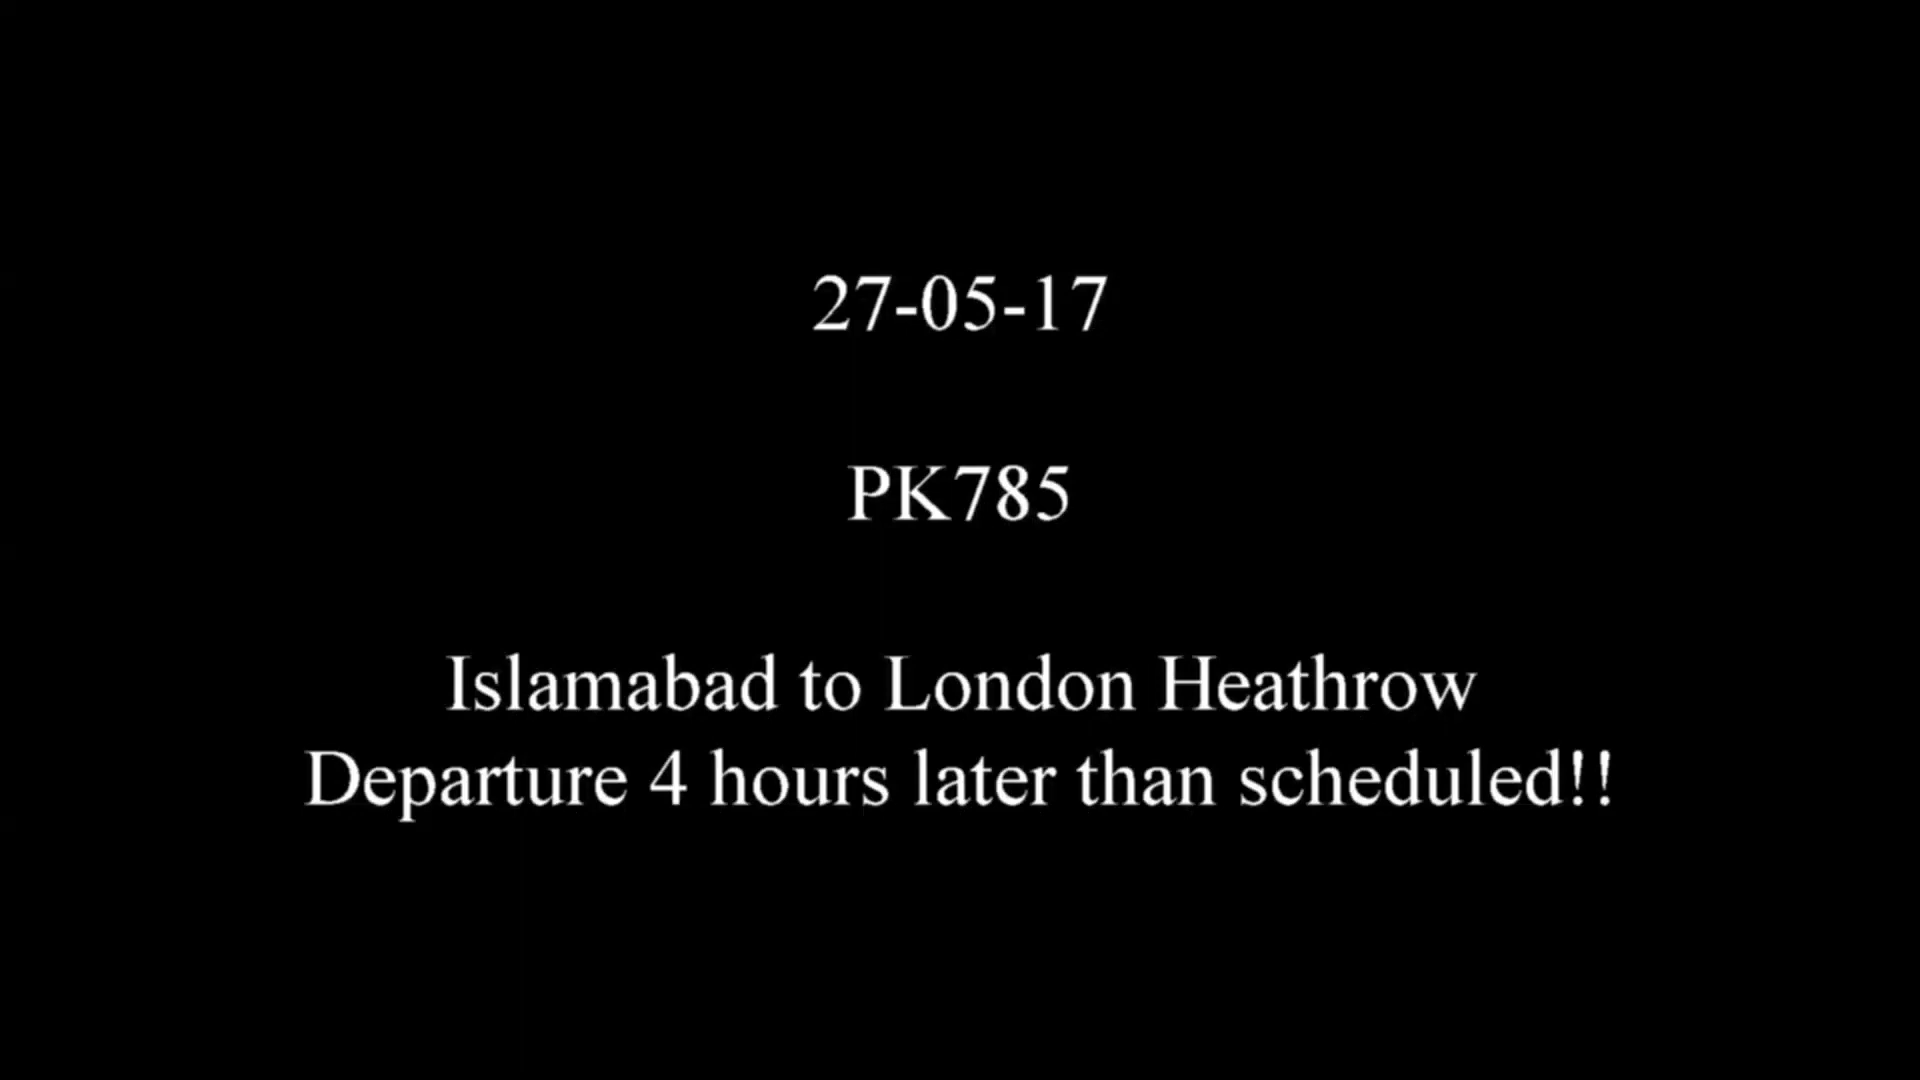 27-05-17
PK785
Islamabad to London Heathrow
Departure 4 hours later than scheduled!!